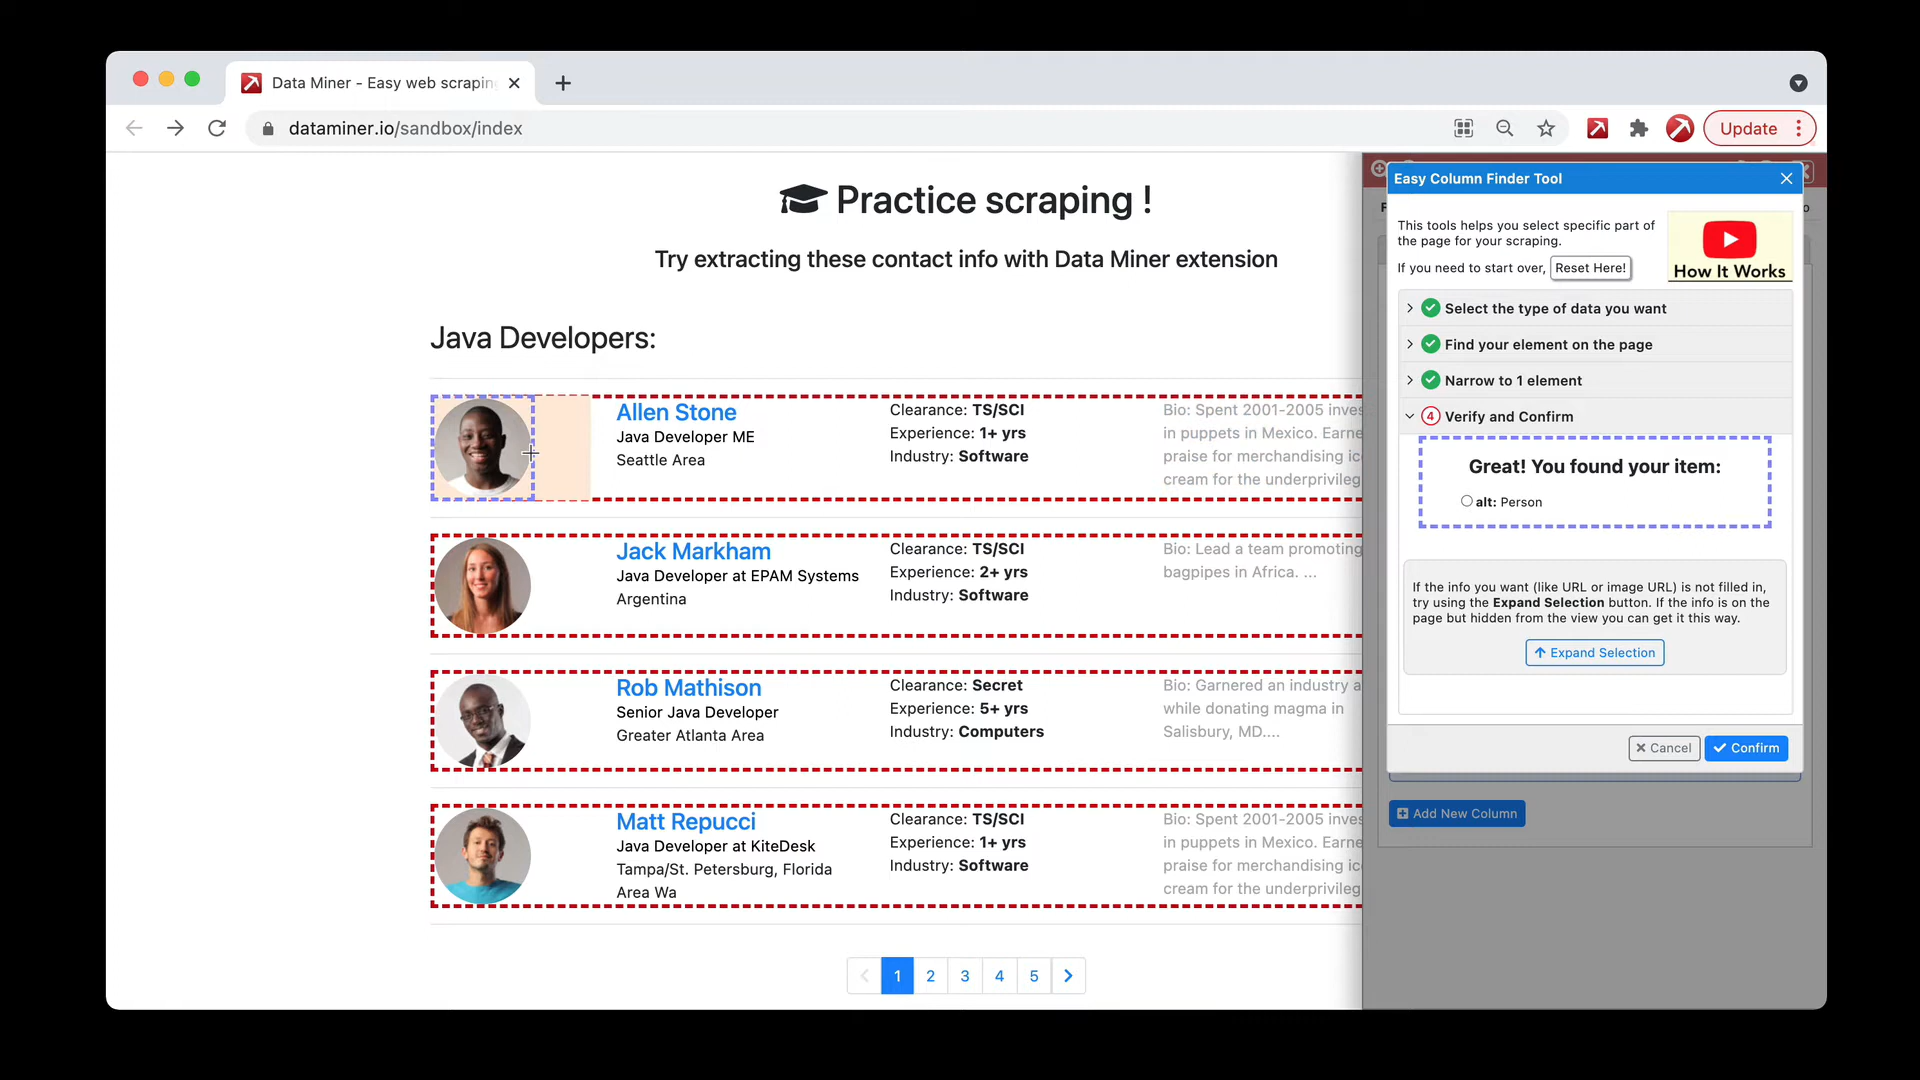 Data Miner - Easy web scraping
dataminer.io/sandbox/index
Update
Practice scraping !
Try extracting these contact info with Data Miner extension
Java Developers:
Allen Stone
Java Developer ME
Seattle Area
Clearance: TS/SCI
Experience: 1+ yrs
Industry: Software
Bio: Spent 2001-2005 inves
in puppets in Mexico. Earne
praise for merchandising ice
cream for the underprivileg
Jack Markham
Java Developer at EPAM Systems
Argentina
Clearance: TS/SCI
Experience: 2+ yrs
Industry: Software
Bio: Lead a team promoting
bagpipes in Africa. ...
Rob Mathison
Senior Java Developer
Greater Atlanta Area
Clearance: Secret
Experience: 5+ yrs
Industry: Computers
Bio: Garnered an industry a
while donating magma in
Salisbury, MD....
Matt Repucci
Java Developer at KiteDesk
Tampa/St. Petersburg, Florida
Area Wa
Clearance: TS/SCI
Experience: 1+ yrs
Industry: Software
Bio: Spent 2001-2005 inves
in puppets in Mexico. Earne
praise for merchandising ice
cream for the underprivileg
1 2 3 4 5
Easy Column Finder Tool
This tools helps you select specific part of
the page for your scraping.
If you need to start over, Reset Here!
How It Works
Select the type of data you want
Find your element on the page
Narrow to 1 element
4 Verify and Confirm
Great! You found your item:
alt: Person
If the info you want (like URL or image URL) is not filled in,
try using the Expand Selection button. If the info is on the
page but hidden from the view you can get it this way.
Expand Selection
Cancel
Confirm
Add New Column